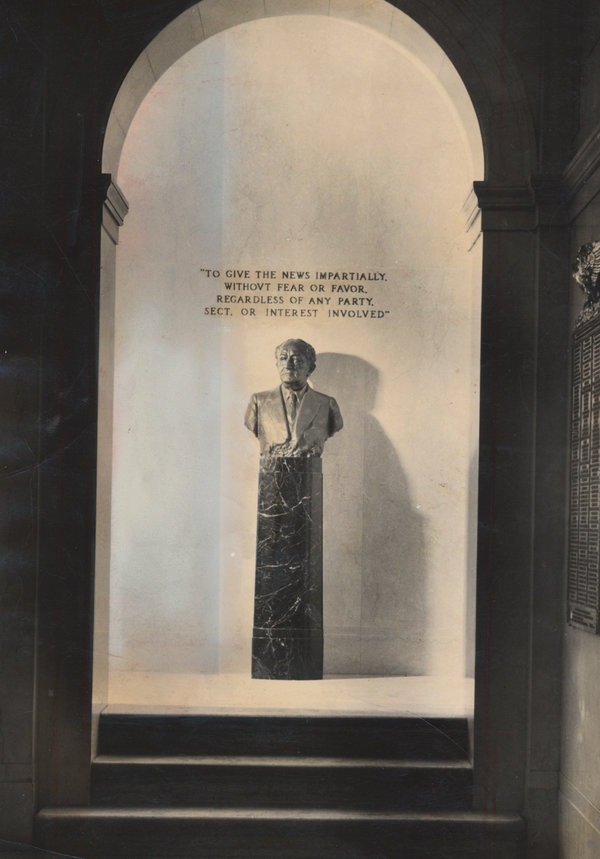 "TO GIVE THE NEWS IMPARTIALLY,
WITHOVT FEAR OR FAVOR,
REGARDLESS OF ANY PARTY,
SECT, OR INTEREST INVOLVED"